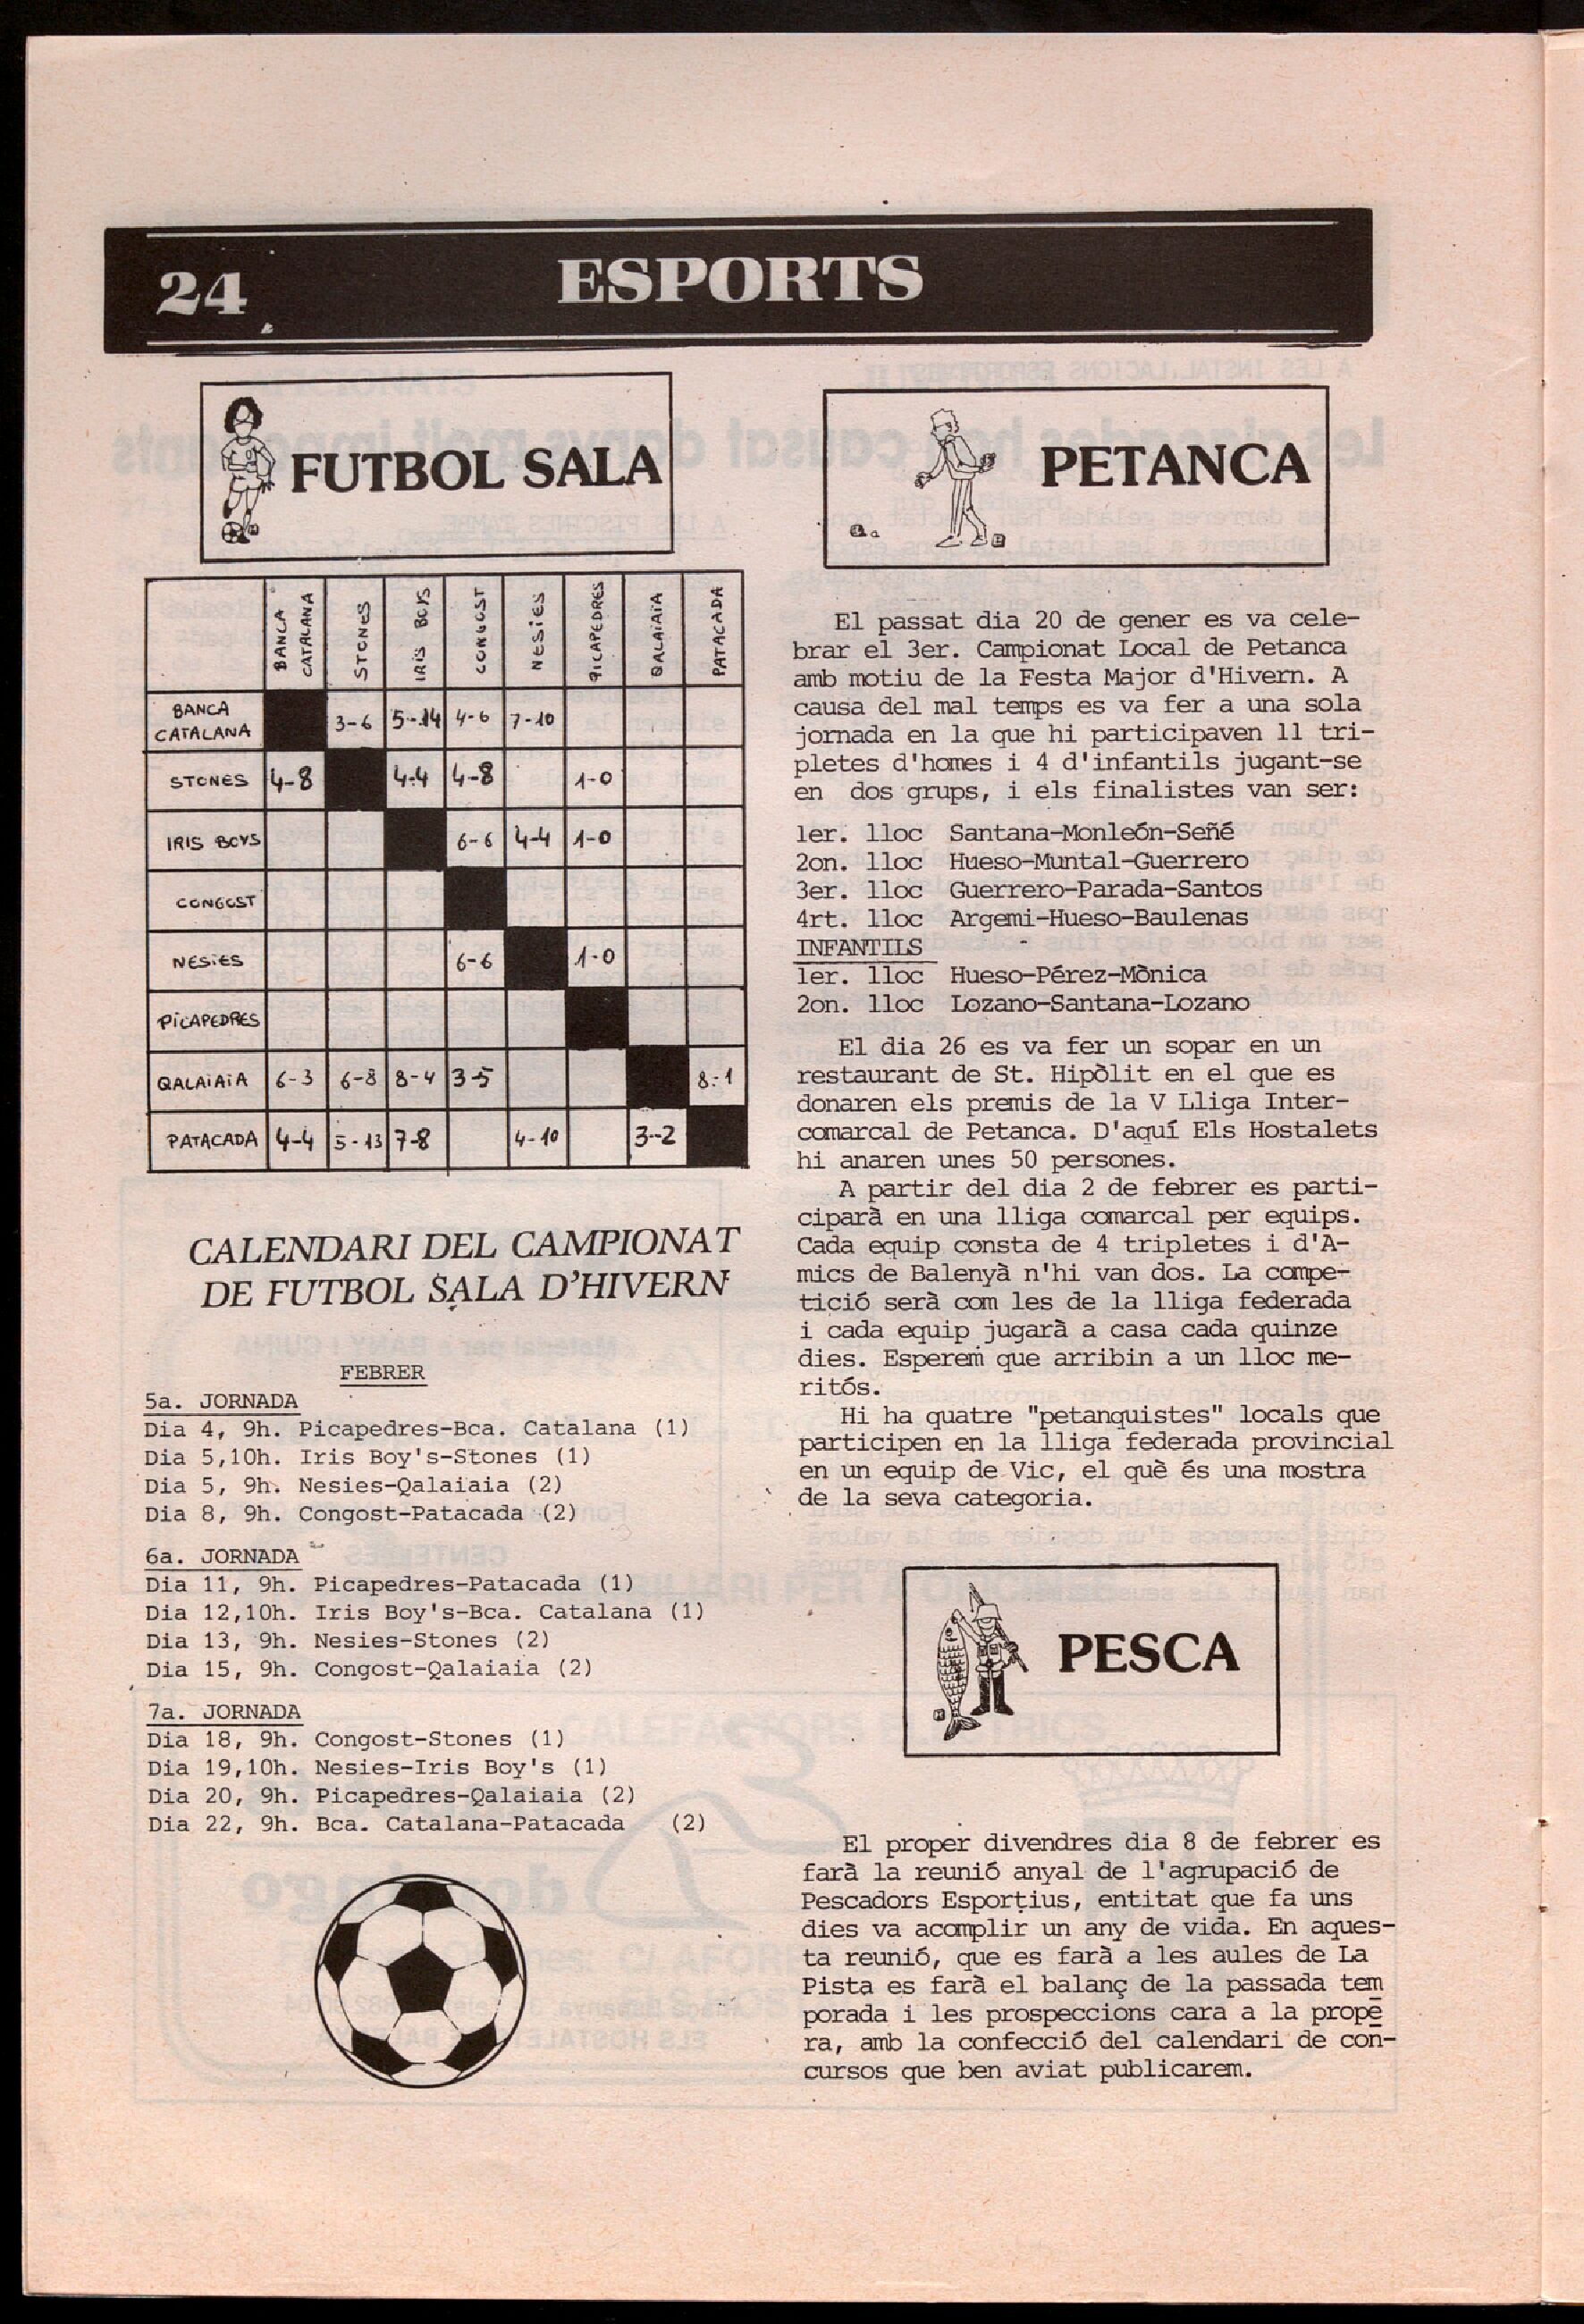 24 ESPORTS
FUTBOL SALA
BANCA CATALANA STONES IRIS BOYS CONGOST NESIES PICAPEDRES QALAIAIA PATACADA
BANCA CATALANA 3-6 5-14 4-6 7-10
STONES 4-8 4-4 4-8 1-0
IRIS BOYS 6-6 4-4 1-0
CONGOST
NESIES 6-6 1-0
PICAPEDRES
QALAIAIA 6-3 6-8 8-4 3-5 8-1
PATACADA 4-4 5-13 7-8 4-10 3-2
CALENDARI DEL CAMPIONAT
DE FUTBOL SALA D'HIVERN
FEBRER
5a. JORNADA
Dia 4, 9h. Picapedres-Bca. Catalana (1)
Dia 5,10h. Iris Boy's-Stones (1)
Dia 5, 9h. Nesies-Qalaiaia (2)
Dia 8, 9h. Congost-Patacada (2)
6a. JORNADA
Dia 11, 9h. Picapedres-Patacada (1)
Dia 12,10h. Iris Boy's-Bca. Catalana (1)
Dia 13, 9h. Nesies-Stones (2)
Dia 15, 9h. Congost-Qalaiaia (2)
7a. JORNADA
Dia 18, 9h. Congost-Stones (1)
Dia 19,10h. Nesies-Iris Boy's (1)
Dia 20, 9h. Picapedres-Qalaiaia (2)
Dia 22, 9h. Bca. Catalana-Patacada (2)
PETANCA
El passat dia 20 de gener es va cele-
brar el 3er. Campionat Local de Petanca
amb motiu de la Festa Major d'Hivern. A
causa del mal temps es va fer a una sola
jornada en la que hi participaven 11 tri-
pletes d'homes i 4 d'infantils jugant-se
en dos grups, i els finalistes van ser:
1er. lloc Santana-Monleón-Señé
2on. lloc Hueso-Muntal-Guerrero
3er. lloc Guerrero-Parada-Santos
4rt. lloc Argemi-Hueso-Baulenas
INFANTILS
1er. lloc Hueso-Pérez-Mònica
2on. lloc Lozano-Santana-Lozano
El dia 26 es va fer un sopar en un
restaurant de St. Hipòlit en el que es
donaren els premis de la V Lliga Inter-
comarcal de Petanca. D'aquí Els Hostalets
hi anaren unes 50 persones.
A partir del dia 2 de febrer es parti-
ciparà en una lliga comarcal per equips.
Cada equip consta de 4 tripletes i d'A-
mics de Balenyà n'hi van dos. La compe-
tició serà com les de la lliga federada
i cada equip jugarà a casa cada quinze
dies. Esperem que arribin a un lloc me-
ritós.
Hi ha quatre "petanquistes" locals que
participen en la lliga federada provincial
en un equip de Vic, el què és una mostra
de la seva categoria.
PESCA
El proper divendres dia 8 de febrer es
farà la reunió anyal de l'agrupació de
Pescadors Esportius, entitat que fa uns
dies va acomplir un any de vida. En aques-
ta reunió, que es farà a les aules de La
Pista es farà el balanç de la passada tem
porada i les prospeccions cara a la prope
ra, amb la confecció del calendari de con-
cursos que ben aviat publicarem.